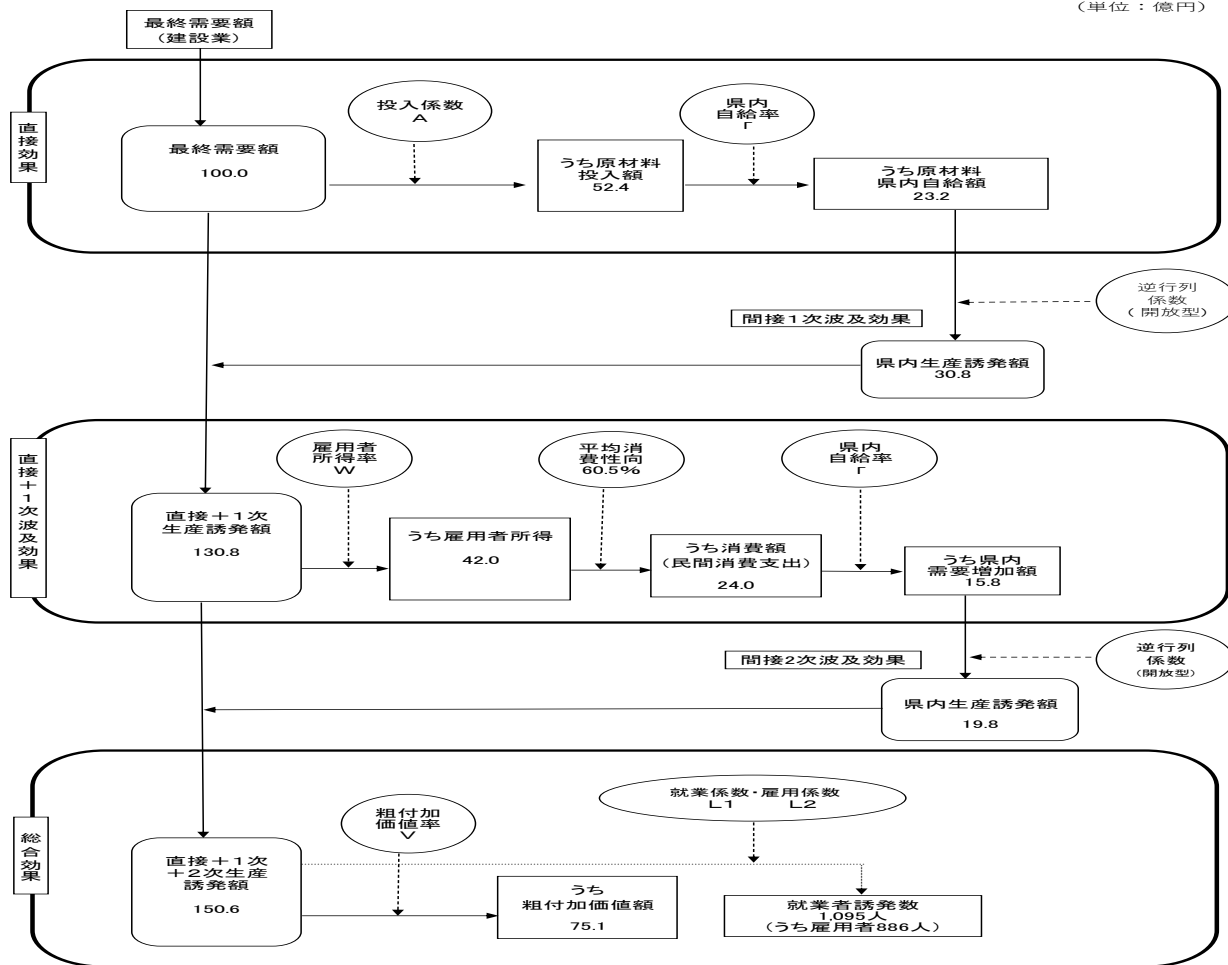 (単位：億円)
最終需要額
(建設業)
直接効果
投入係数
A
県内
自給率
Γ
最終需要額
100.0
うち原材料
投入額
52.4
うち原材料
県内自給額
23.2
逆行列
係数
(開放型)
間接1次波及効果
県内生産誘発額
30.8
直接＋1次波及効果
雇用者
所得率
W
平均消
費性向
60.5%
県内
自給率
Γ
直接＋1次
生産誘発額
130.8
うち雇用者所得
42.0
うち消費額
(民間消費支出)
24.0
うち県内
需要増加額
15.8
間接2次波及効果
逆行列
係数
(開放型)
県内生産誘発額
19.8
総合効果
粗付加
価値率
V
就業係数・雇用係数
L1 L2
直接＋1次
＋2次生産
誘発額
150.6
うち
粗付加価値額
75.1
就業者誘発数
1,095人
(うち雇用者886人)